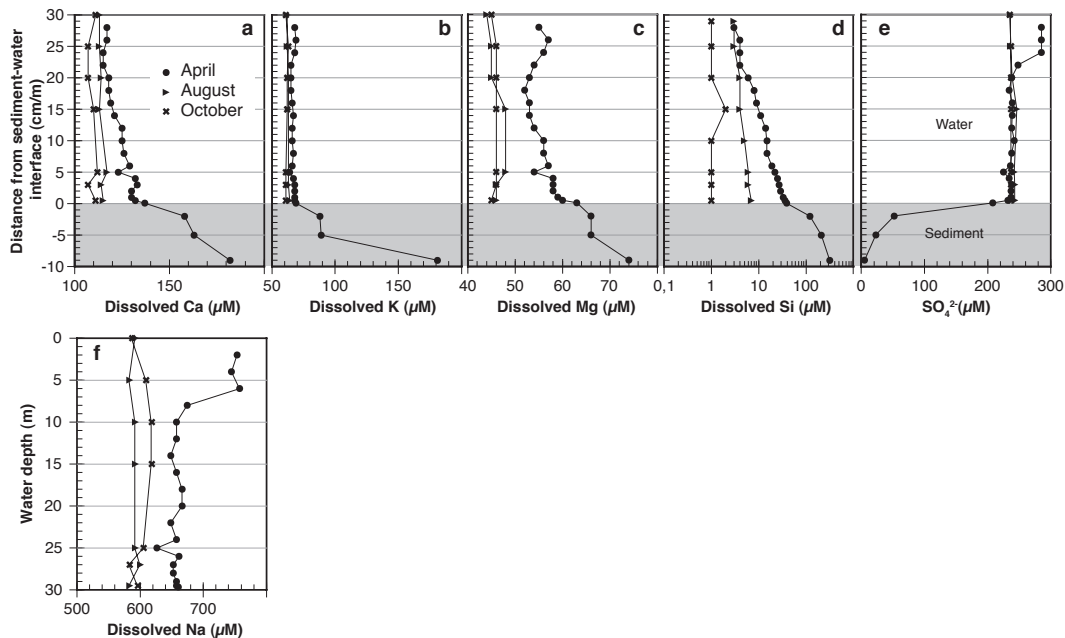 30
25
20
15
10
5
0
-5
-10
Distance from sediment-water
interface (cm/m)
a
April
August
October
100
150
200
Dissolved Ca (µM)
b
50
100
150
200
Dissolved K (µM)
c
40
50
60
70
80
Dissolved Mg (µM)
d
0,1
1
10
100
Dissolved Si (µM)
e
Water
Sediment
0
100
200
300
SO₄²⁻(µM)
f
0
5
10
15
20
25
30
Water depth (m)
500
600
700
Dissolved Na (µM)